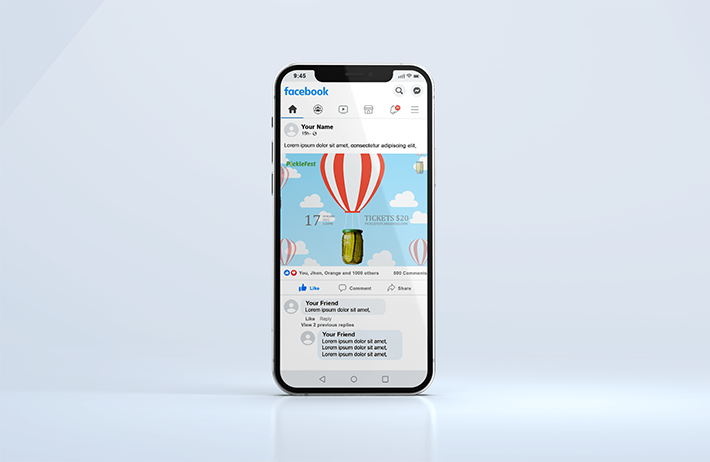 9:45
facebook
Your Name
15h
Lorem ipsum dolor sit amet, consectetur adipiscing elit,
PickleFest
17
TICKETS $20
You, Jhon, Orange and 1000 others
500 Comments
Like
Comment
Share
Your Friend
Lorem ipsum dolor sit amet,
Like Reply
View 2 previous replies
Your Friend
Lorem ipsum dolor sit amet,
Lorem ipsum dolor sit amet,
Lorem ipsum dolor sit amet,